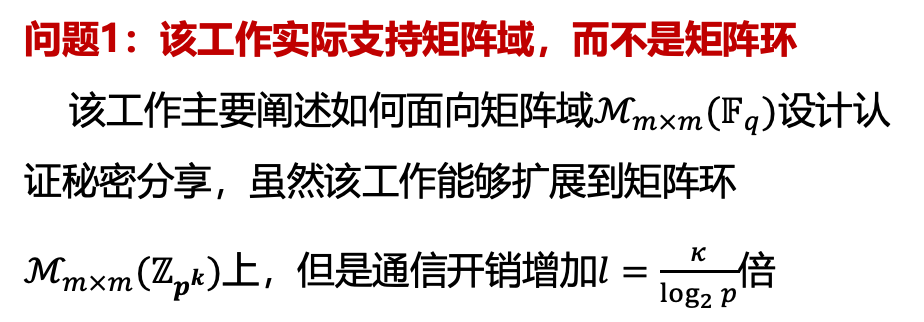 问题1：该工作实际支持矩阵域，而不是矩阵环
该工作主要阐述如何面向矩阵域ℳ_{m×m}(𝔽_q)设计认
证秘密分享，虽然该工作能够扩展到矩阵环
ℳ_{m×m}(ℤ_{p^k})上，但是通信开销增加l = κ/log₂ p倍